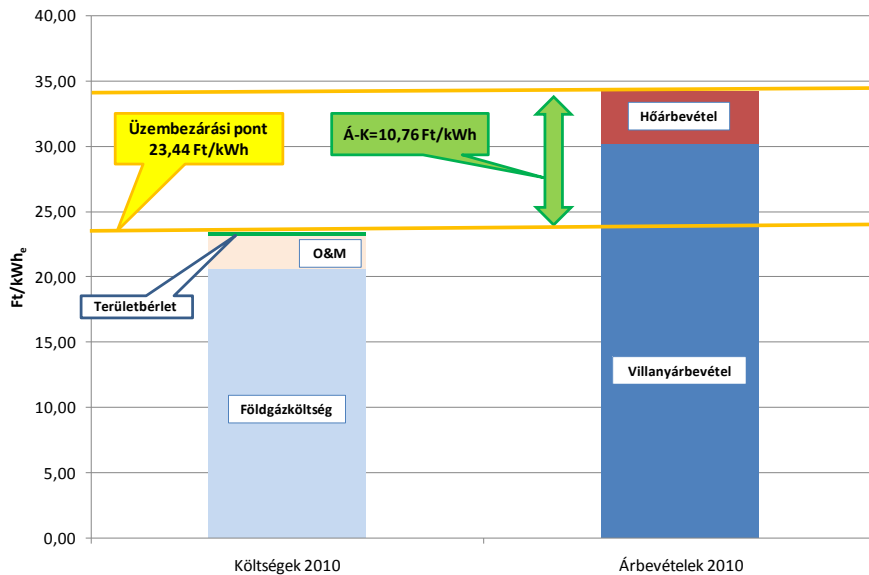 40,00
35,00
30,00
25,00
20,00
15,00
10,00
5,00
0,00
Ft/kWhₑ
Üzembezárási pont
23,44 Ft/kWh
Á-K=10,76 Ft/kWh
Hőárbevétel
O&M
Területbérlet
Földgázköltség
Villanyárbevétel
Költségek 2010
Árbevételek 2010